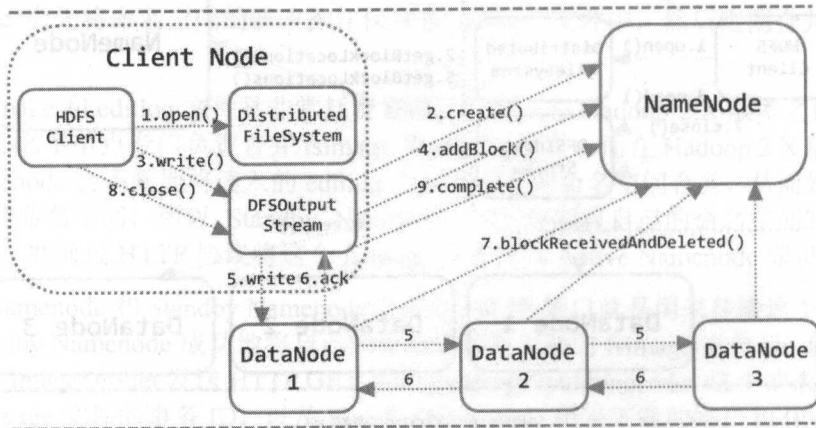 Client Node
NameNode
HDFS
Client
1.open()
Distributed
FileSystem
2.create()
3.write()
4.addBlock()
8.close()
DFSOutput
Stream
9.complete()
7.blockReceivedAndDeleted()
5.write 6.ack
DataNode
1
5
6
DataNode
2
5
6
DataNode
3